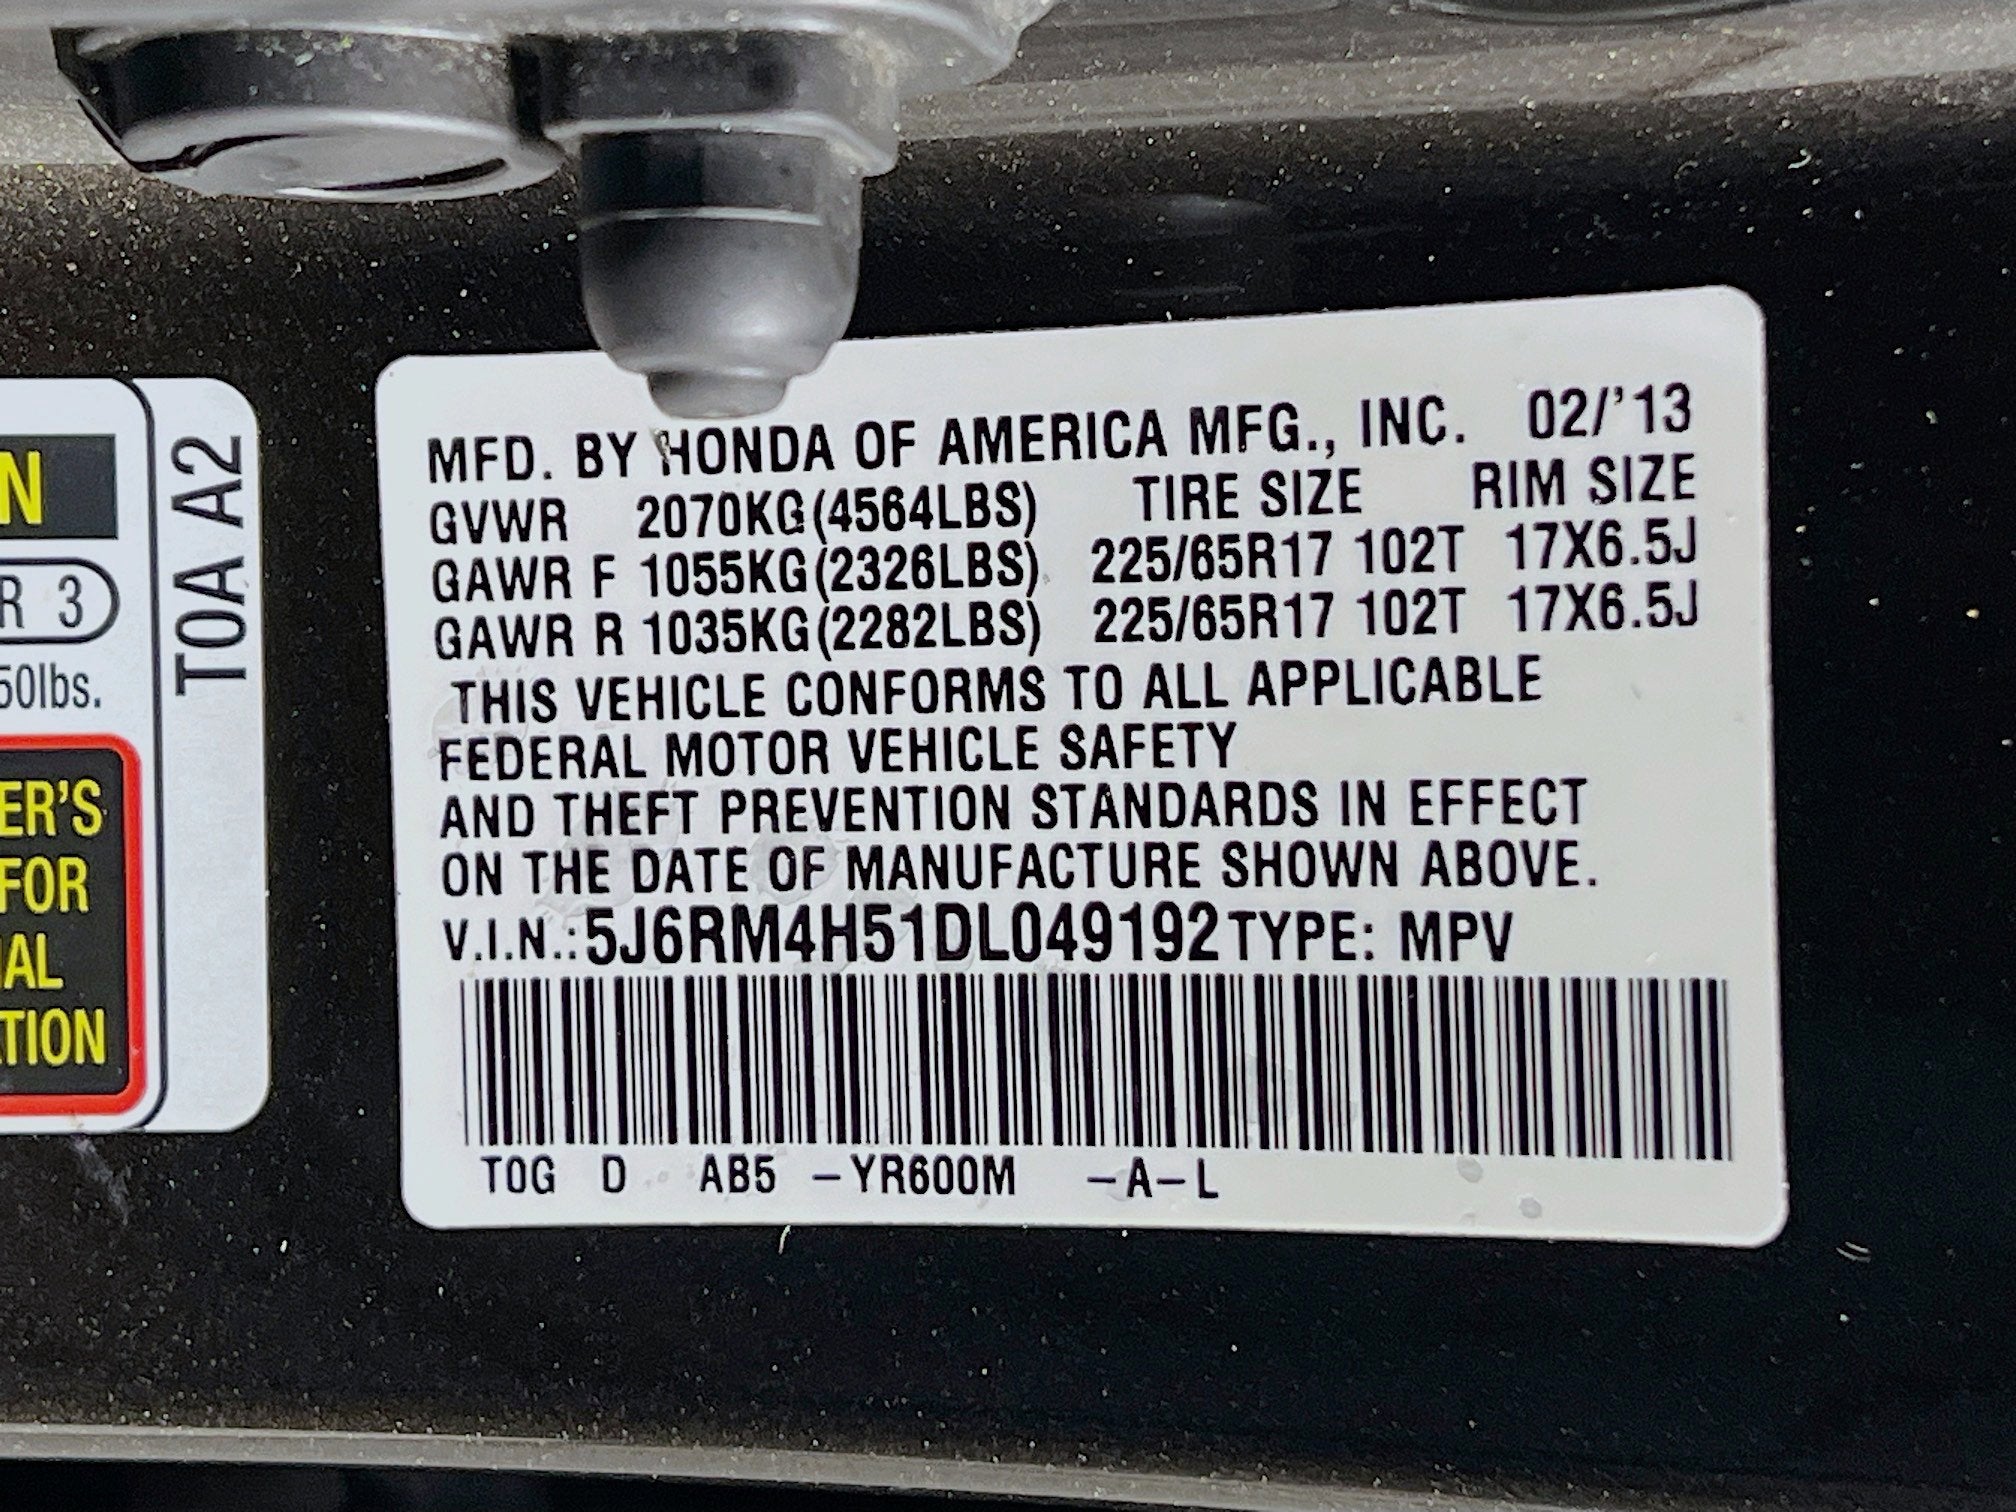 N
R 3
50lbs.
ER'S
FOR
IAL
TION
T0A A2
MFD. BY HONDA OF AMERICA MFG., INC. 02/'13
GVWR 2070KG(4564LBS) TIRE SIZE RIM SIZE
GAWR F 1055KG(2326LBS) 225/65R17 102T 17X6.5J
GAWR R 1035KG(2282LBS) 225/65R17 102T 17X6.5J
THIS VEHICLE CONFORMS TO ALL APPLICABLE
FEDERAL MOTOR VEHICLE SAFETY
AND THEFT PREVENTION STANDARDS IN EFFECT
ON THE DATE OF MANUFACTURE SHOWN ABOVE.
V.I.N.:5J6RM4H51DL049192 TYPE: MPV
T0G D AB5 -YR600M -A-L